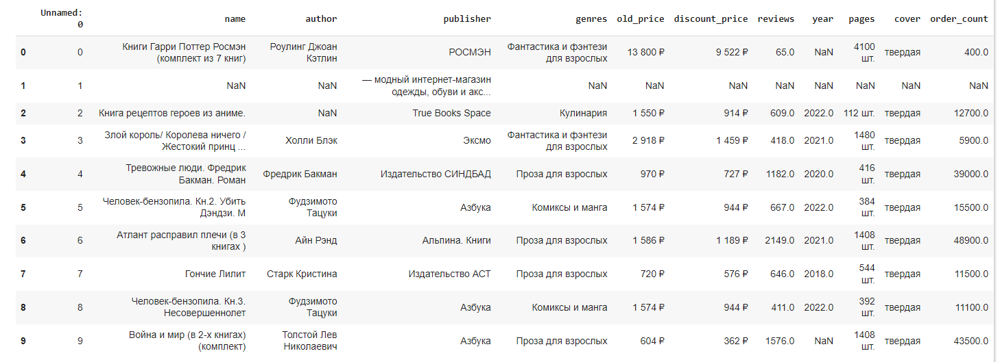 Unnamed: 0 name author publisher genres old_price discount_price reviews year pages cover order_count
0 0 Книги Гарри Поттер Росмэн (комплект из 7 книг) Роулинг Джоан Кэтлин РОСМЭН Фантастика и фэнтези для взрослых 13 800 ₽ 9 522 ₽ 65.0 NaN 4100 шт. твердая 400.0
1 1 NaN NaN — модный интернет-магазин одежды, обуви и акс... NaN NaN NaN NaN NaN NaN NaN NaN
2 2 Книга рецептов героев из аниме. NaN True Books Space Кулинария 1 550 ₽ 914 ₽ 609.0 2022.0 112 шт. твердая 12700.0
3 3 Злой король/ Королева ничего / Жестокий принц ... Холли Блэк Эксмо Фантастика и фэнтези для взрослых 2 918 ₽ 1 459 ₽ 418.0 2021.0 1480 шт. твердая 5900.0
4 4 Тревожные люди. Фредрик Бакман. Роман Фредрик Бакман Издательство СИНДБАД Проза для взрослых 970 ₽ 727 ₽ 1182.0 2020.0 416 шт. твердая 39000.0
5 5 Человек-бензопила. Кн.2. Убить Дэндзи. М Фудзимото Тацуки Азбука Комиксы и манга 1 574 ₽ 944 ₽ 667.0 2022.0 384 шт. твердая 15500.0
6 6 Атлант расправил плечи (в 3 книгах ) Айн Рэнд Альпина. Книги Проза для взрослых 1 586 ₽ 1 189 ₽ 2149.0 2021.0 1408 шт. твердая 48900.0
7 7 Гончие Лилит Старк Кристина Издательство АСТ Проза для взрослых 720 ₽ 576 ₽ 646.0 2018.0 544 шт. твердая 11500.0
8 8 Человек-бензопила. Кн.3. Несовершеннолет Фудзимото Тацуки Азбука Комиксы и манга 1 574 ₽ 944 ₽ 411.0 2022.0 392 шт. твердая 11100.0
9 9 Война и мир (в 2-х книгах) (комплект) Толстой Лев Николаевич Азбука Проза для взрослых 604 ₽ 362 ₽ 1576.0 NaN 1408 шт. твердая 43500.0